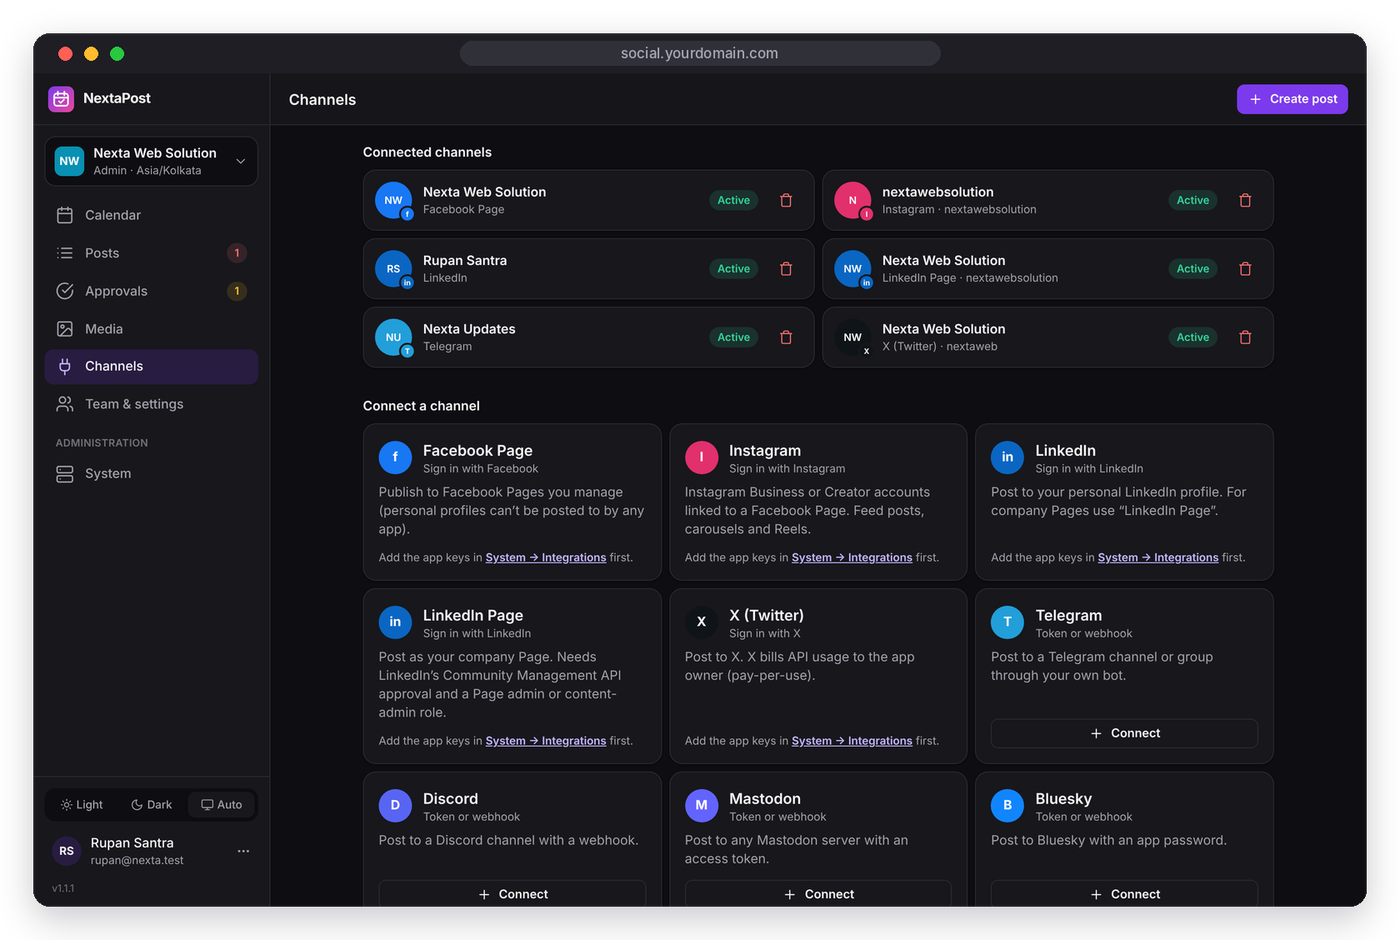 social.yourdomain.com
NextaPost
Channels
+ Create post
NW
Nexta Web Solution
Admin · Asia/Kolkata
Calendar
Posts
1
Approvals
1
Media
Channels
Team & settings
ADMINISTRATION
System
Light
Dark
Auto
RS
Rupan Santra
rupan@nexta.test
v1.1.1
Connected channels
NW
f
Nexta Web Solution
Facebook Page
Active
N
I
nextawebsolution
Instagram · nextawebsolution
Active
RS
in
Rupan Santra
LinkedIn
Active
NW
in
Nexta Web Solution
LinkedIn Page · nextawebsolution
Active
NU
T
Nexta Updates
Telegram
Active
NW
X
Nexta Web Solution
X (Twitter) · nextaweb
Active
Connect a channel
f
Facebook Page
Sign in with Facebook
Publish to Facebook Pages you manage
(personal profiles can’t be posted to by any
app).
Add the app keys in System → Integrations first.
I
Instagram
Sign in with Instagram
Instagram Business or Creator accounts
linked to a Facebook Page. Feed posts,
carousels and Reels.
Add the app keys in System → Integrations first.
in
LinkedIn
Sign in with LinkedIn
Post to your personal LinkedIn profile. For
company Pages use “LinkedIn Page”.
Add the app keys in System → Integrations first.
in
LinkedIn Page
Sign in with LinkedIn
Post as your company Page. Needs
LinkedIn’s Community Management API
approval and a Page admin or content-
admin role.
Add the app keys in System → Integrations first.
X
X (Twitter)
Sign in with X
Post to X. X bills API usage to the app
owner (pay-per-use).
Add the app keys in System → Integrations first.
T
Telegram
Token or webhook
Post to a Telegram channel or group
through your own bot.
+ Connect
D
Discord
Token or webhook
Post to a Discord channel with a webhook.
+ Connect
M
Mastodon
Token or webhook
Post to any Mastodon server with an
access token.
+ Connect
B
Bluesky
Token or webhook
Post to Bluesky with an app password.
+ Connect